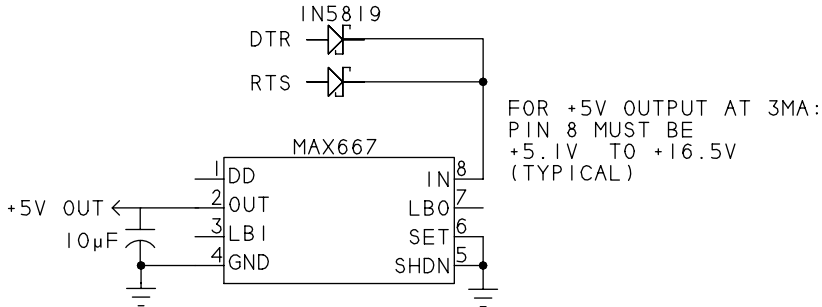 IN5819
DTR
RTS
FOR +5V OUTPUT AT 3MA:
PIN 8 MUST BE
+5.1V TO +16.5V
(TYPICAL)
MAX667
1 DD IN 8
+5V OUT 2 OUT LBO 7
10µF 3 LBI SET 6
4 GND SHDN 5